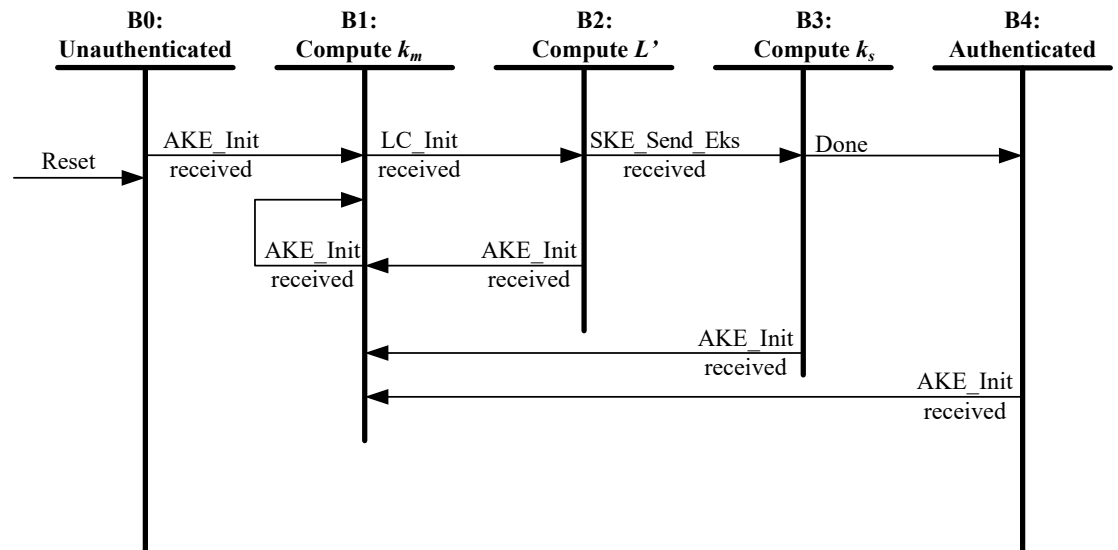 B0:
Unauthenticated
B1:
Compute kₘ
B2:
Compute L’
B3:
Compute kₛ
B4:
Authenticated
Reset
AKE_Init
received
LC_Init
received
SKE_Send_Eks
received
Done
AKE_Init
received
AKE_Init
received
AKE_Init
received
AKE_Init
received